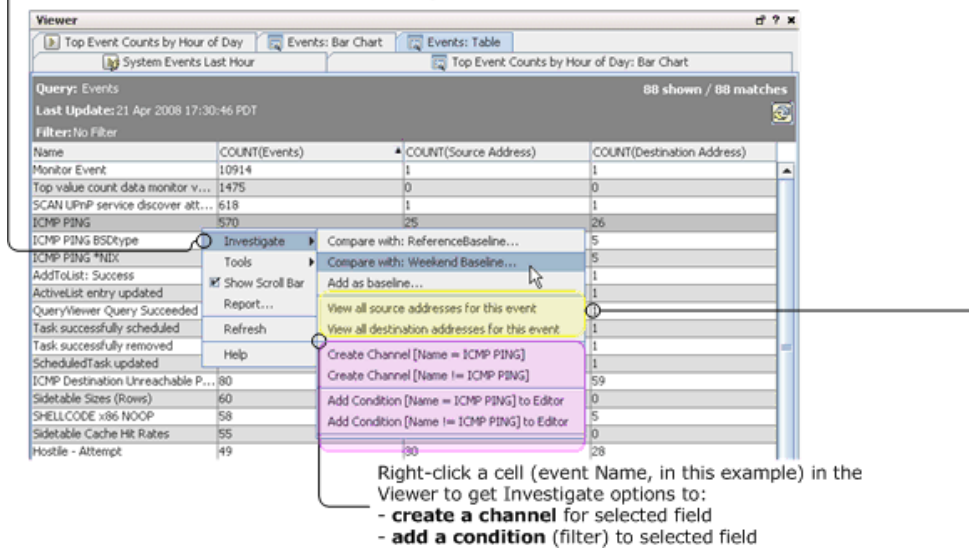 Viewer
Top Event Counts by Hour of Day Events: Bar Chart Events: Table
System Events Last Hour Top Event Counts by Hour of Day: Bar Chart
Query: Events 88 shown / 88 matches
Last Update: 21 Apr 2008 17:30:46 PDT
Filter: No Filter
Name COUNT(Events) COUNT(Source Address) COUNT(Destination Address)
Monitor Event 10914 1 1
Top value count data monitor v... 1475 0 0
SCAN UPnP service discover att... 618 1 1
ICMP PING 570 25 26
ICMP PING BSDtype Investigate Compare with: ReferenceBaseline... 5
ICMP PING *NIX Tools Compare with: Weekend Baseline... 5
AddToList: Success Show Scroll Bar Add as baseline... 1
ActiveList entry updated Report... View all source addresses for this event 1
QueryViewer Query Succeeded 1
Task successfully scheduled Refresh View all destination addresses for this event 1
Task successfully removed Help Create Channel [Name = ICMP PING] 1
ScheduledTask updated Create Channel [Name != ICMP PING] 1
ICMP Destination Unreachable P... 80 59
Sidetable Sizes (Rows) 60 Add Condition [Name = ICMP PING] to Editor 0
SHELLCODE x86 NOOP 58 Add Condition [Name != ICMP PING] to Editor 5
Sidetable Cache Hit Rates 55 0
Hostile - Attempt 49 30 28
Right-click a cell (event Name, in this example) in the
Viewer to get Investigate options to:
- create a channel for selected field
- add a condition (filter) to selected field